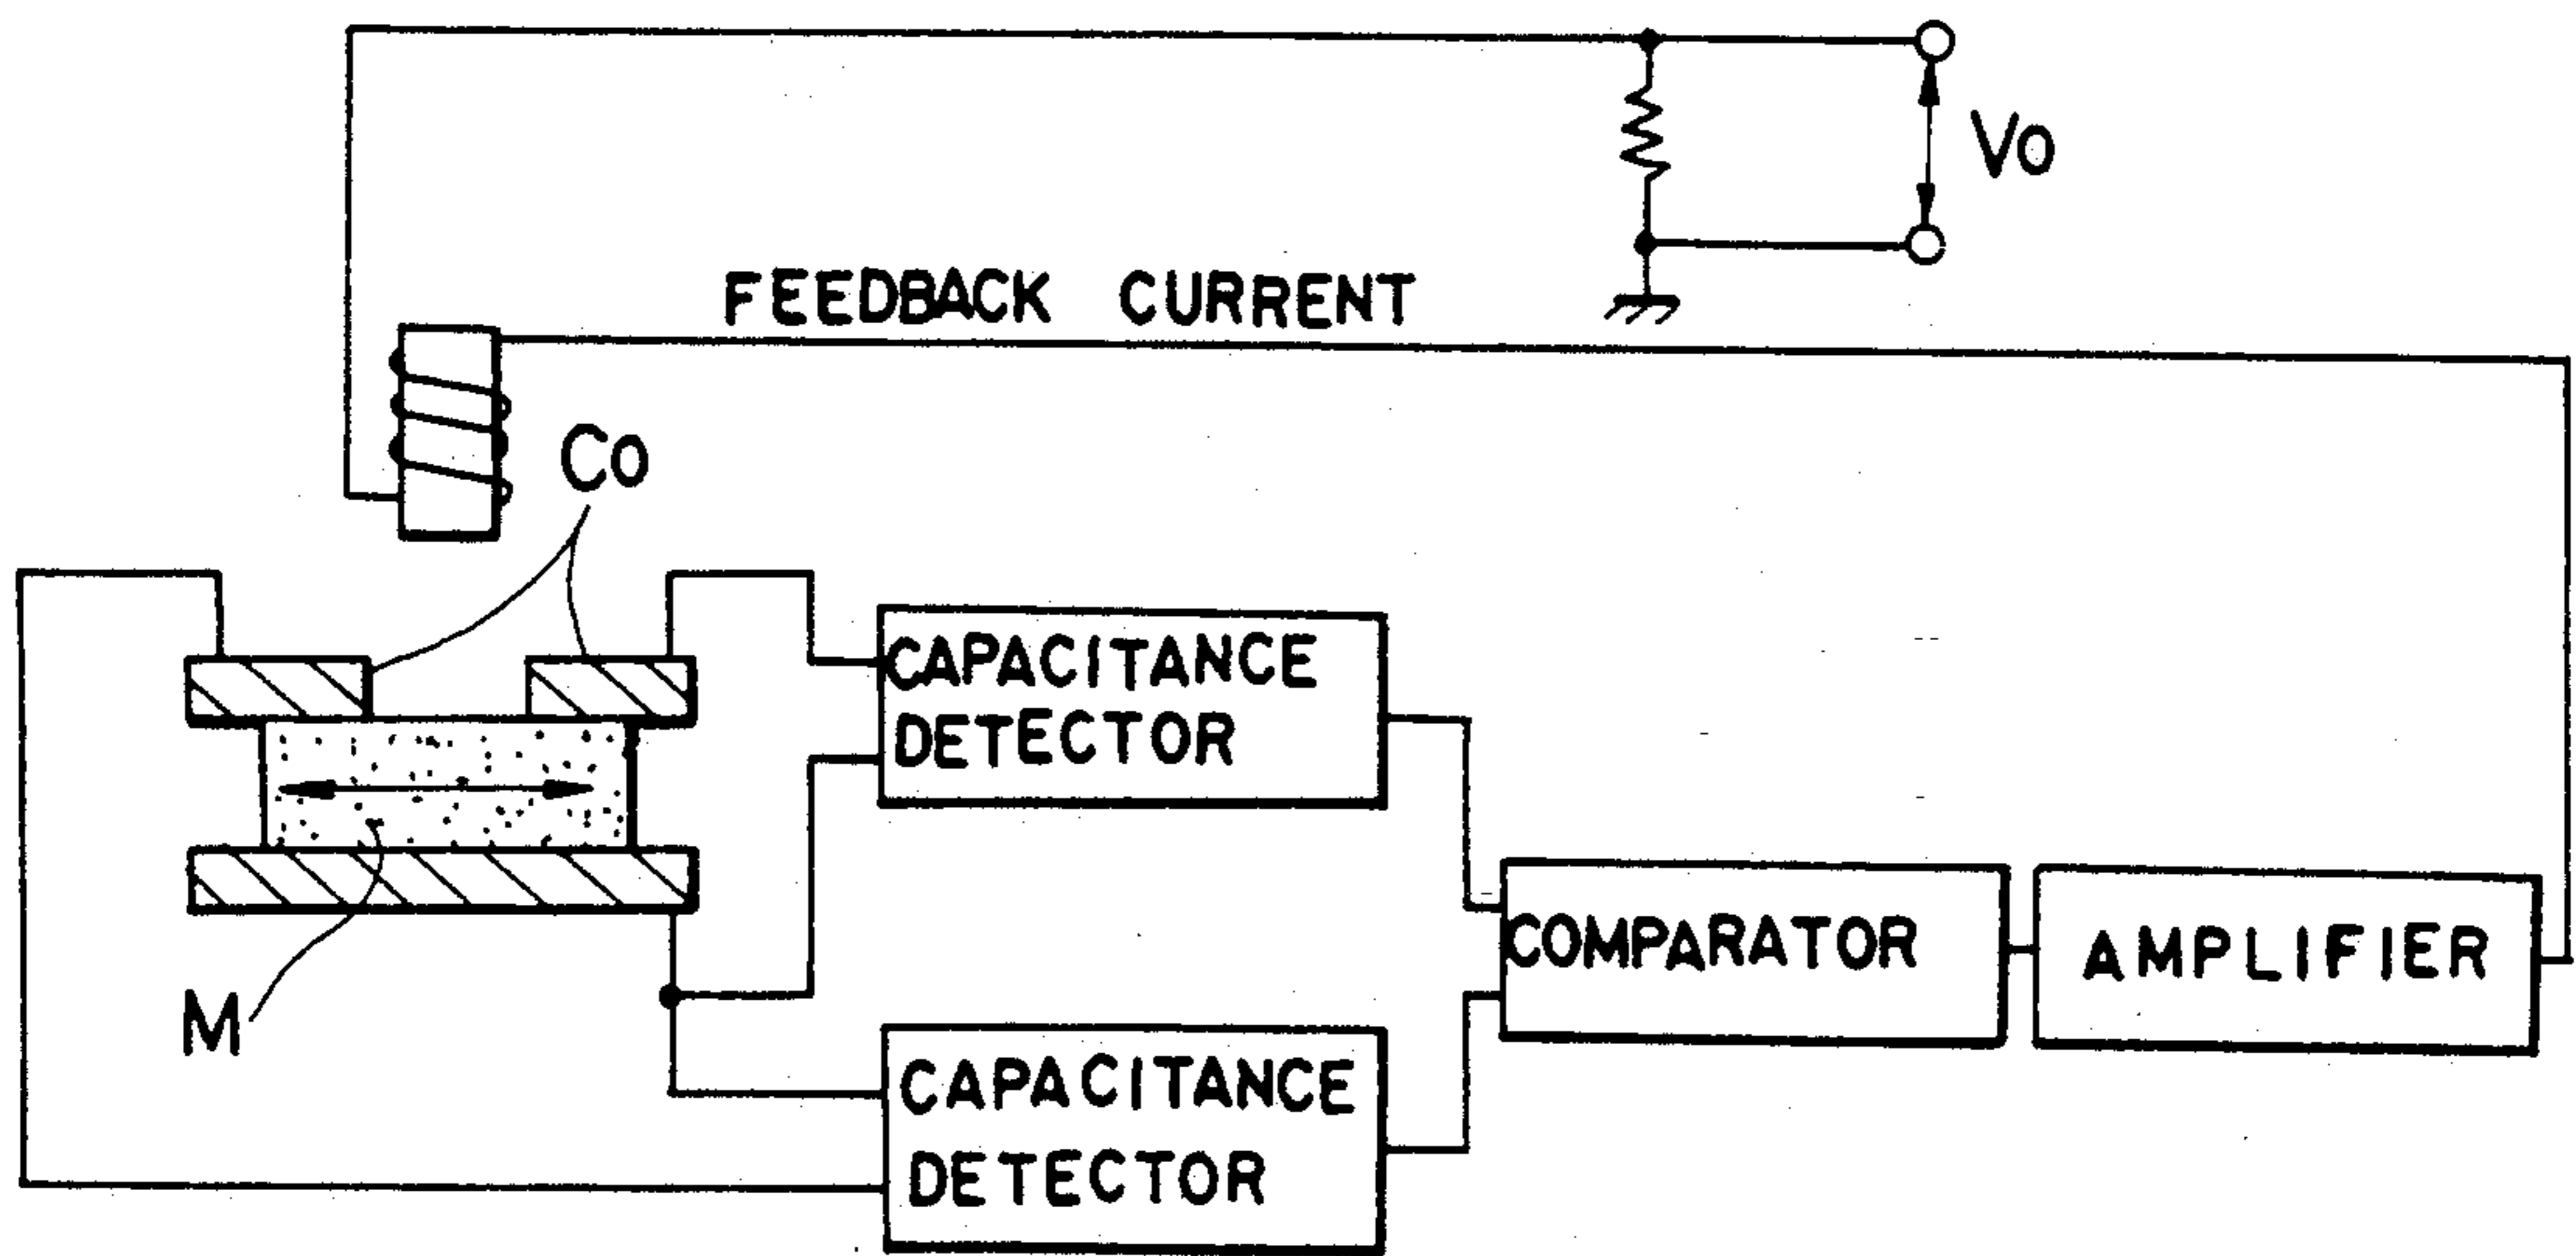 Vo
FEEDBACK CURRENT
Co
CAPACITANCE
DETECTOR
COMPARATOR
AMPLIFIER
M
CAPACITANCE
DETECTOR